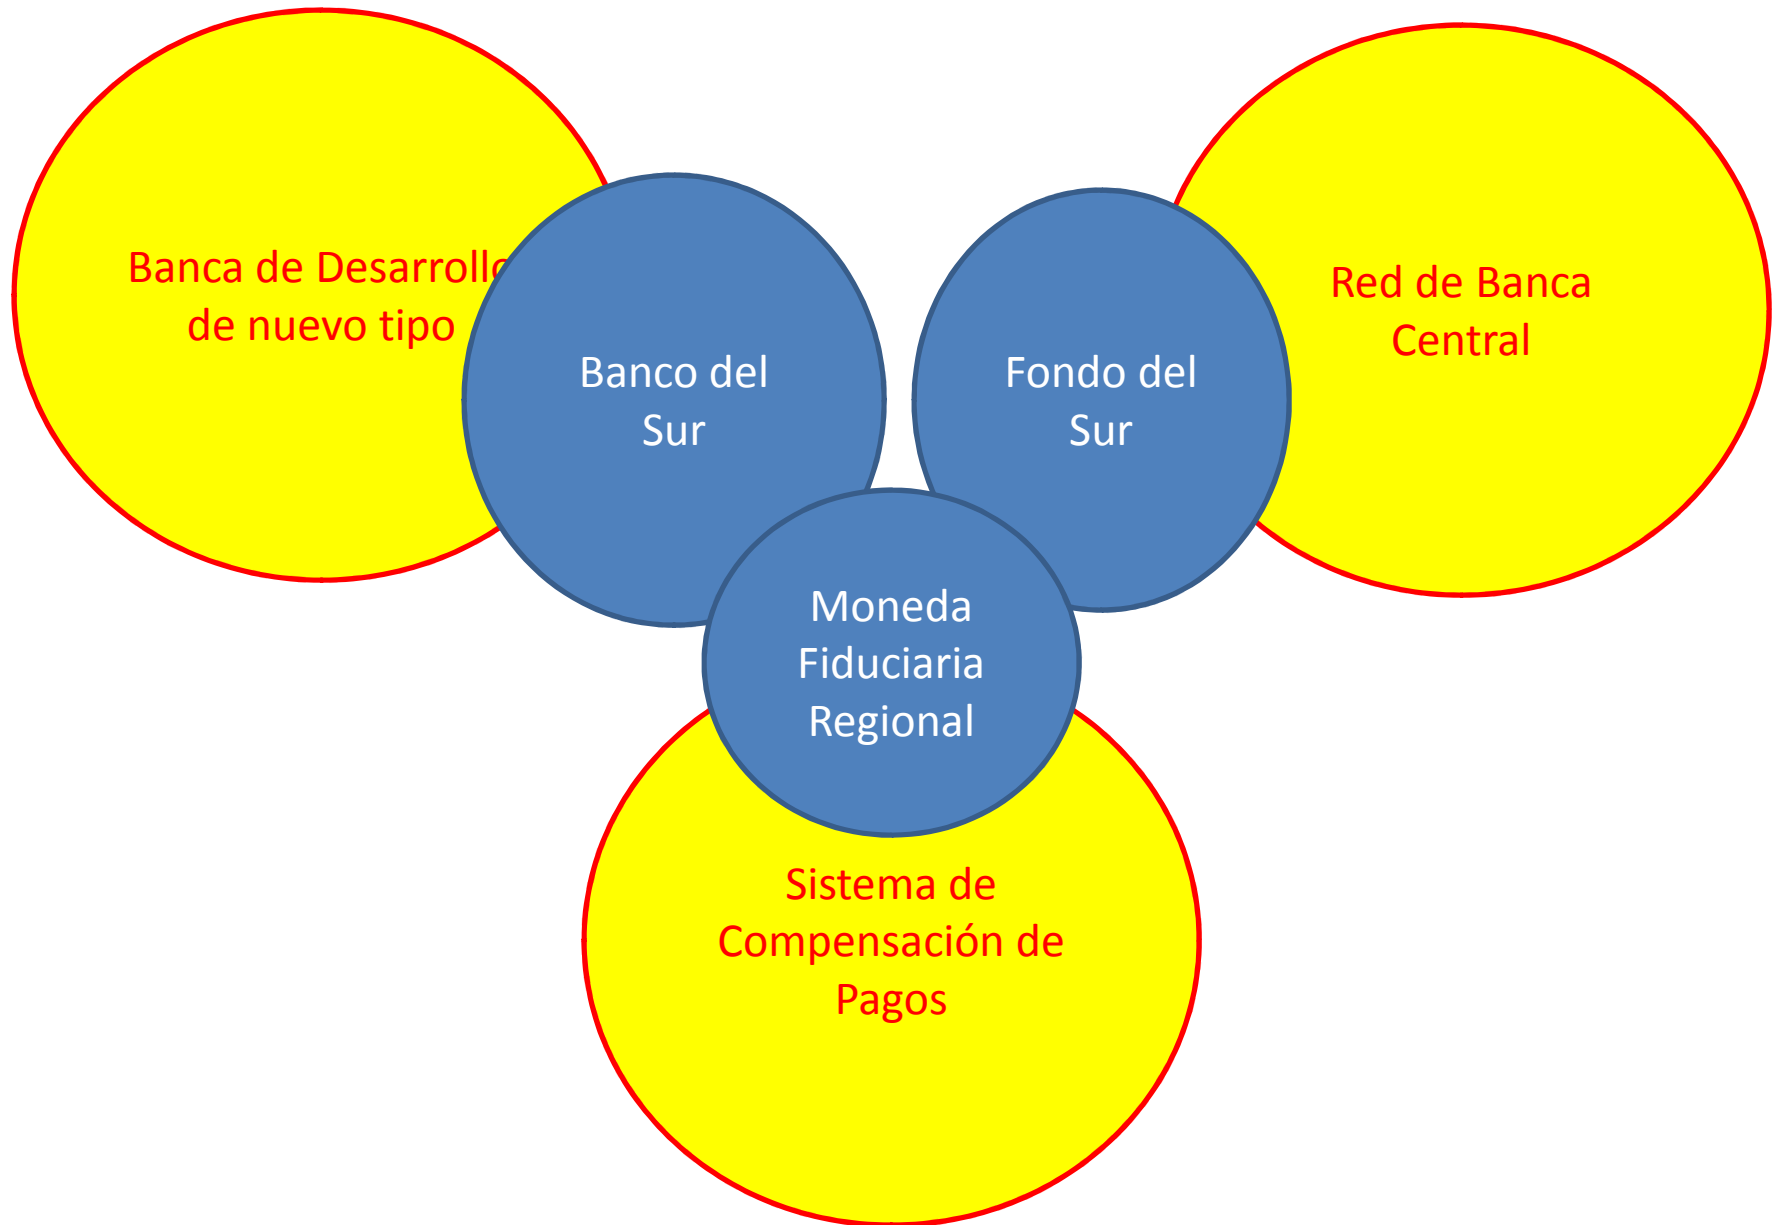 Banca de Desarrollo
de nuevo tipo
Banco del
Sur
Fondo del
Sur
Red de Banca
Central
Moneda
Fiduciaria
Regional
Sistema de
Compensación de
Pagos